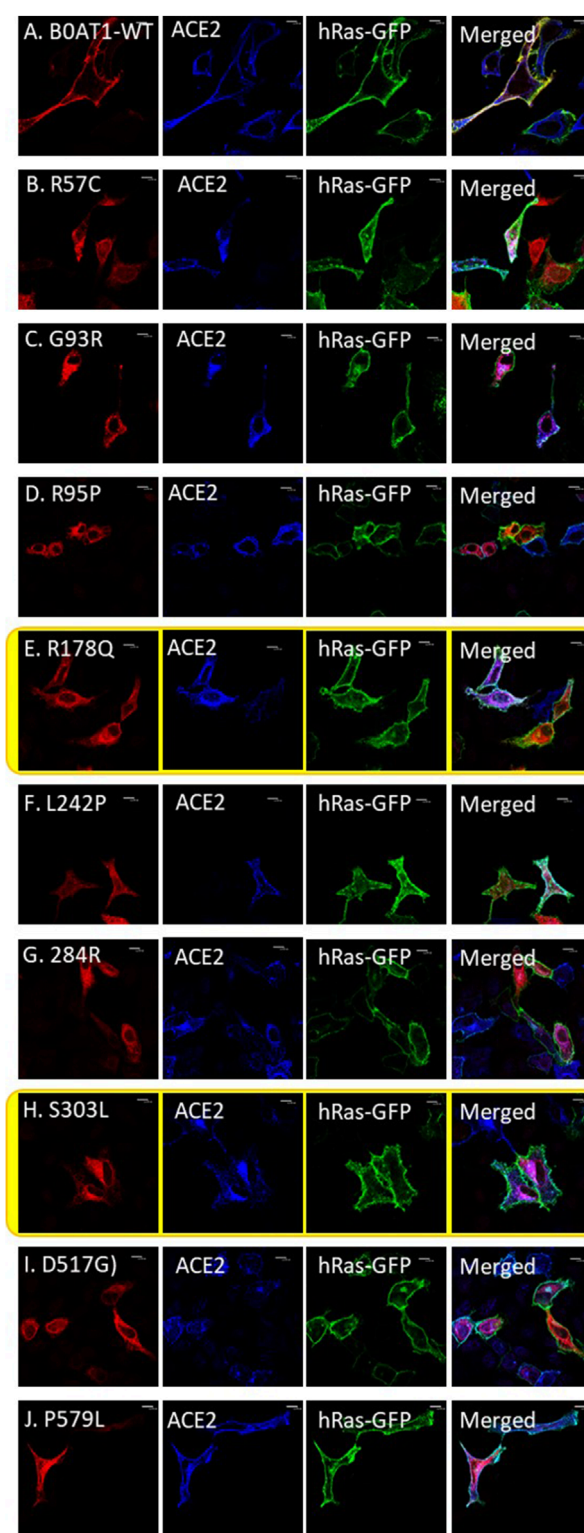 A. B0AT1-WT ACE2 hRas-GFP Merged
B. R57C ACE2 hRas-GFP Merged
C. G93R ACE2 hRas-GFP Merged
D. R95P ACE2 hRas-GFP Merged
E. R178Q ACE2 hRas-GFP Merged
F. L242P ACE2 hRas-GFP Merged
G. 284R ACE2 hRas-GFP Merged
H. S303L ACE2 hRas-GFP Merged
I. D517G) ACE2 hRas-GFP Merged
J. P579L ACE2 hRas-GFP Merged